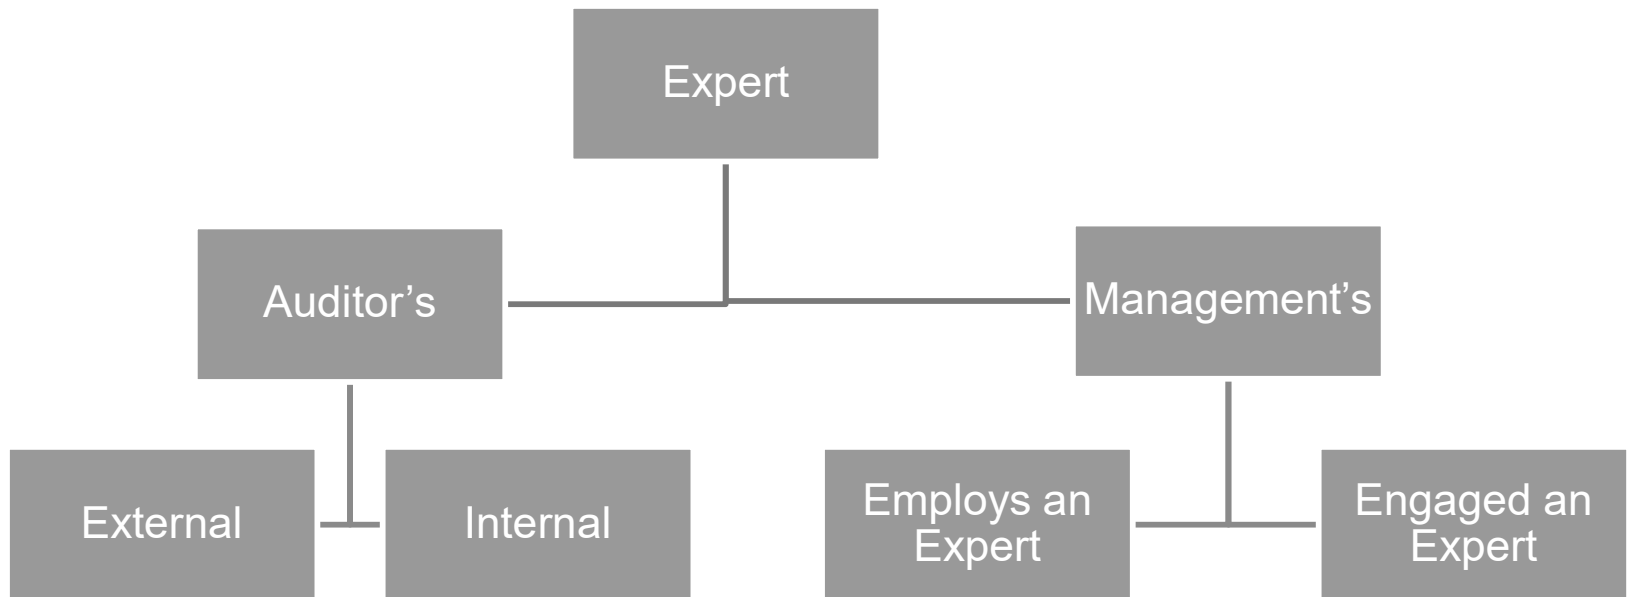 Expert
Auditor’s
Management’s
External
Internal
Employs an
Expert
Engaged an
Expert